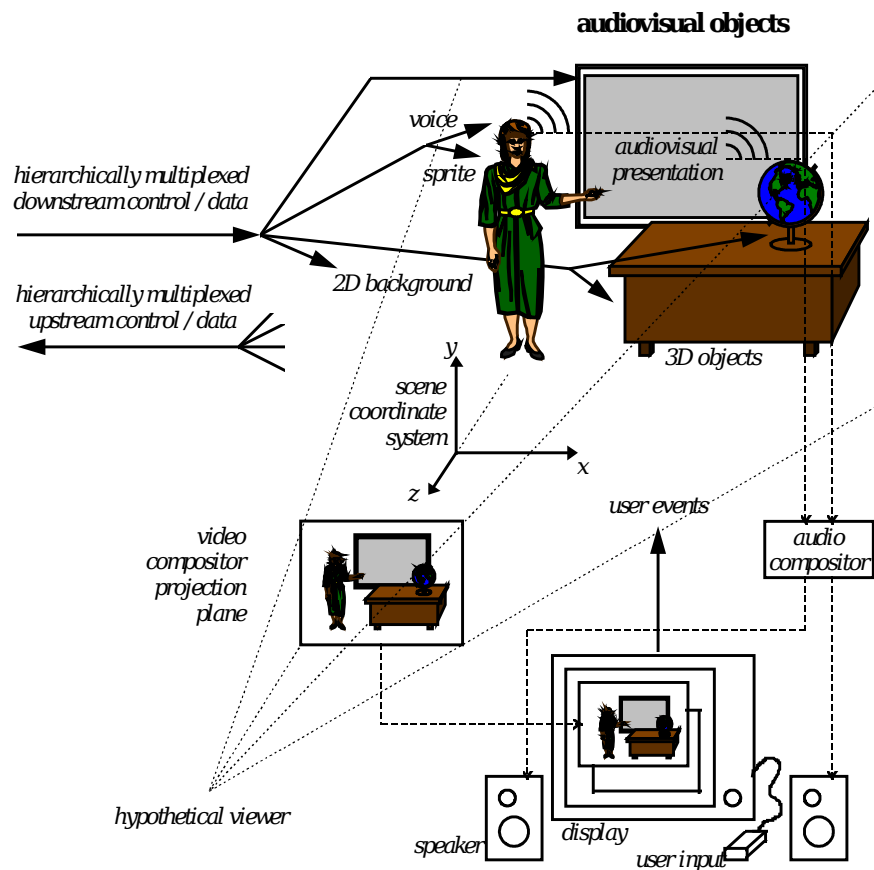 audiovisual objects
voice
sprite
audiovisual
presentation
hierarchically multiplexed
downstream control / data
2D background
hierarchically multiplexed
upstream control / data
3D objects
y
scene
coordinate
system
x
z
user events
video
compositor
projection
plane
audio
compositor
hypothetical viewer
speaker
display
user input